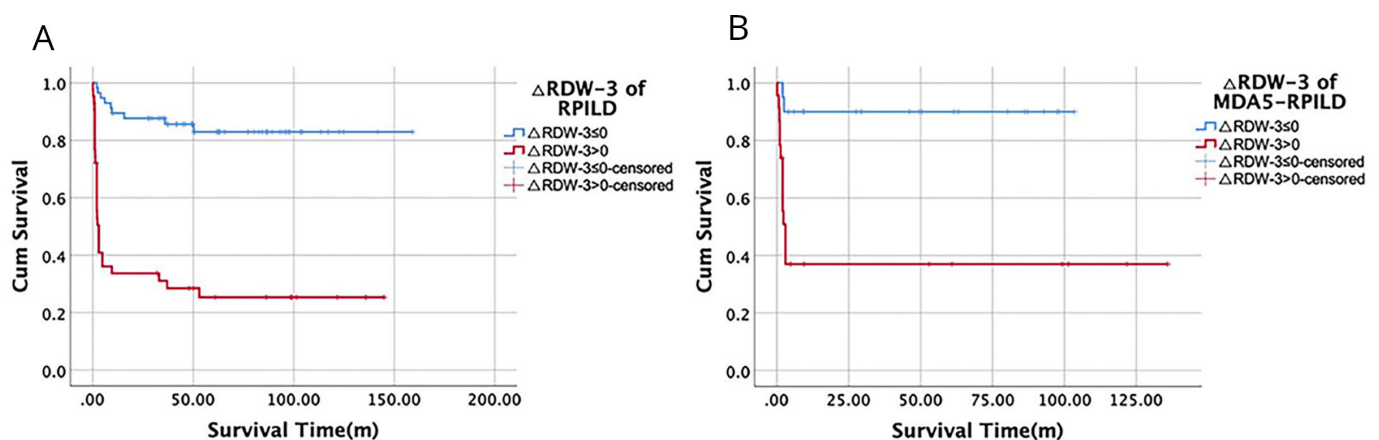 A
1.0
0.8
0.6
0.4
0.2
0.0
Cum Survival
.00 50.00 100.00 150.00 200.00
Survival Time(m)
△RDW-3 of
RPILD
△RDW-3≤0
△RDW-3>0
△RDW-3≤0-censored
△RDW-3>0-censored
B
1.0
0.8
0.6
0.4
0.2
0.0
Cum Survival
.00 25.00 50.00 75.00 100.00 125.00
Survival Time(m)
△RDW-3 of
MDA5-RPILD
△RDW-3≤0
△RDW-3>0
△RDW-3≤0-censored
△RDW-3>0-censored